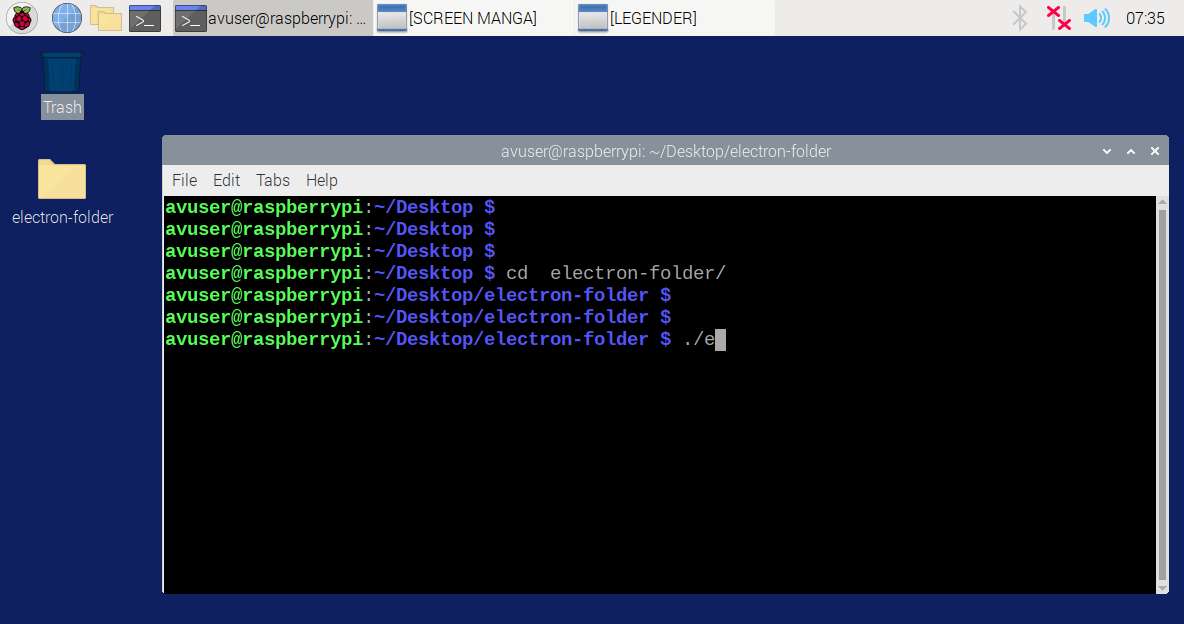 avuser@raspberrypi: ... [SCREEN MANGA] [LEGENDER] 07:35
Trash
electron-folder
avuser@raspberrypi: ~/Desktop/electron-folder
File Edit Tabs Help
avuser@raspberrypi:~/Desktop $
avuser@raspberrypi:~/Desktop $
avuser@raspberrypi:~/Desktop $
avuser@raspberrypi:~/Desktop $ cd  electron-folder/
avuser@raspberrypi:~/Desktop/electron-folder $
avuser@raspberrypi:~/Desktop/electron-folder $
avuser@raspberrypi:~/Desktop/electron-folder $ ./e